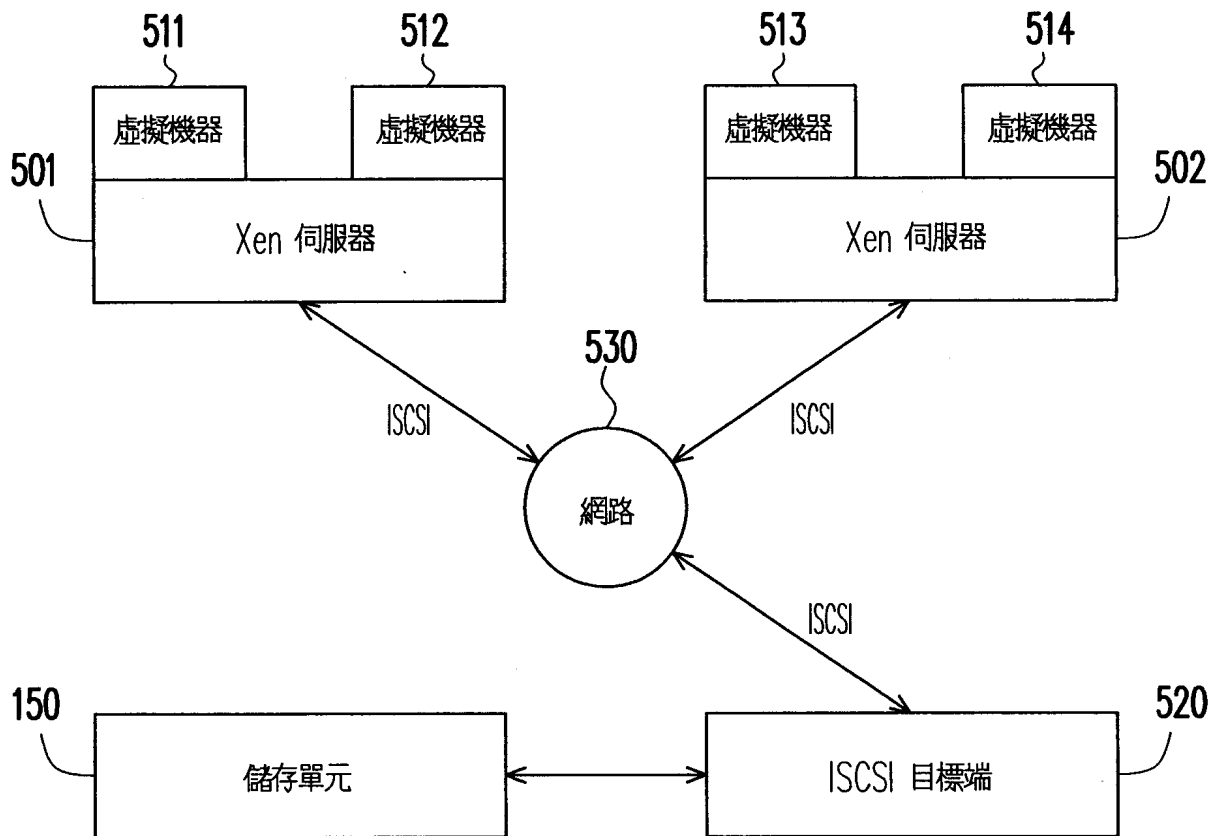 511
512
513
514
虛擬機器
虛擬機器
虛擬機器
虛擬機器
501
502
Xen 伺服器
Xen 伺服器
530
ISCSI
ISCSI
網路
ISCSI
150
520
儲存單元
ISCSI 目標端